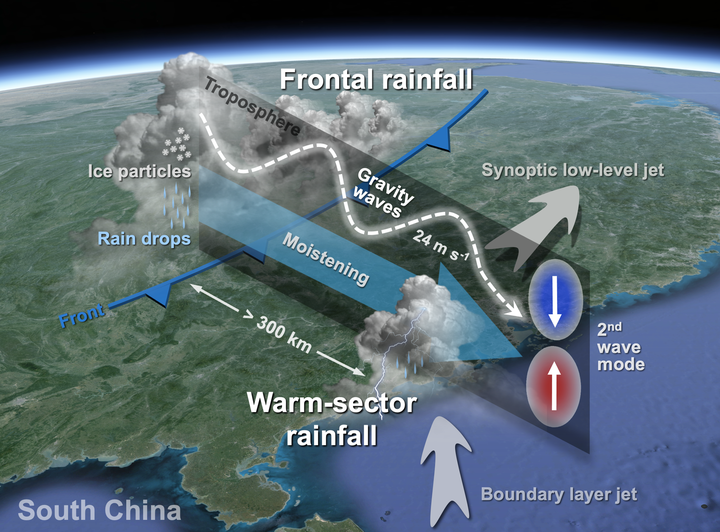 Frontal rainfall
Troposphere
Ice particles
Synoptic low-level jet
Gravity
waves
Rain drops
24 m s⁻¹
Moistening
Front
> 300 km
2nd
wave
mode
Warm-sector
rainfall
Boundary layer jet
South China